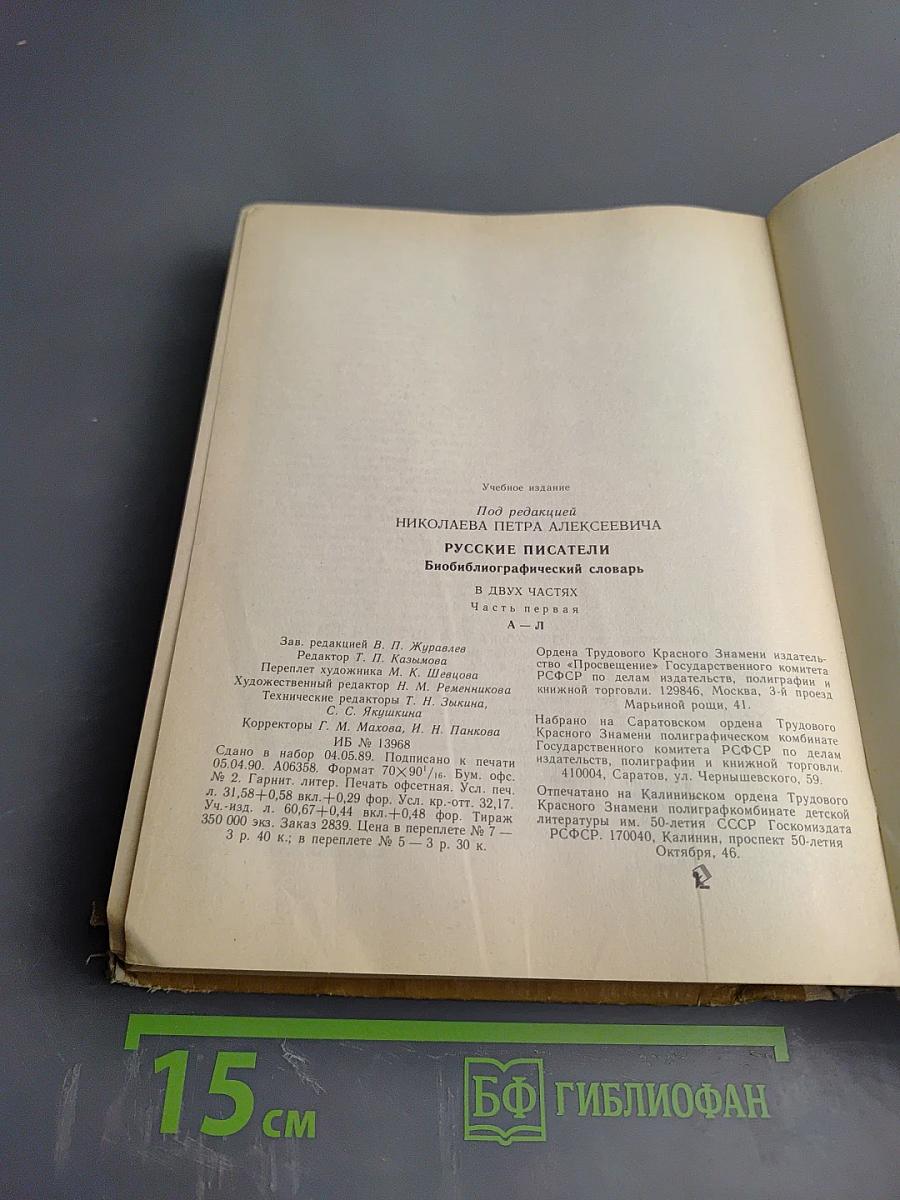 Учебное издание
Под редакцией
НИКОЛАЕВА ПЕТРА АЛЕКСЕЕВИЧА
РУССКИЕ ПИСАТЕЛИ
Биобиблиографический словарь
В ДВУХ ЧАСТЯХ
Часть первая
А — Л
Зав. редакцией В. П. Журавлев
Редактор Т. П. Казымова
Переплет художника М. К. Шевцова
Художественный редактор Н. М. Ременникова
Технические редакторы Т. Н. Зыкина,
С. С. Якушкина
Корректоры Г. М. Махова, И. Н. Панкова
ИБ № 13968
Сдано в набор 04.05.89. Подписано к печати
05.04.90. А06358. Формат 70×90¹/₁₆. Бум. офс.
№ 2. Гарнит. литер. Печать офсетная. Усл. печ.
л. 31,58+0,58 вкл.+0,29 фор. Усл. кр.-отт. 32,17.
Уч.-изд. л. 60,67+0,44 вкл.+0,48 фор. Тираж
350 000 экз. Заказ 2839. Цена в переплете № 7 —
3 р. 40 к.; в переплете № 5 — 3 р. 30 к.
Ордена Трудового Красного Знамени издатель-
ство «Просвещение» Государственного комитета
РСФСР по делам издательств, полиграфии и
книжной торговли. 129846, Москва, 3-й проезд
Марьиной рощи, 41.
Набрано на Саратовском ордена Трудового
Красного Знамени полиграфическом комбинате
Государственного комитета РСФСР по делам
издательств, полиграфии и книжной торговли.
410004, Саратов, ул. Чернышевского, 59.
Отпечатано на Калининском ордена Трудового
Красного Знамени полиграфкомбинате детской
литературы им. 50-летия СССР Госкомиздата
РСФСР. 170040, Калинин, проспект 50-летия
Октября, 46.
15 см
БФ ГИБЛИОФАН